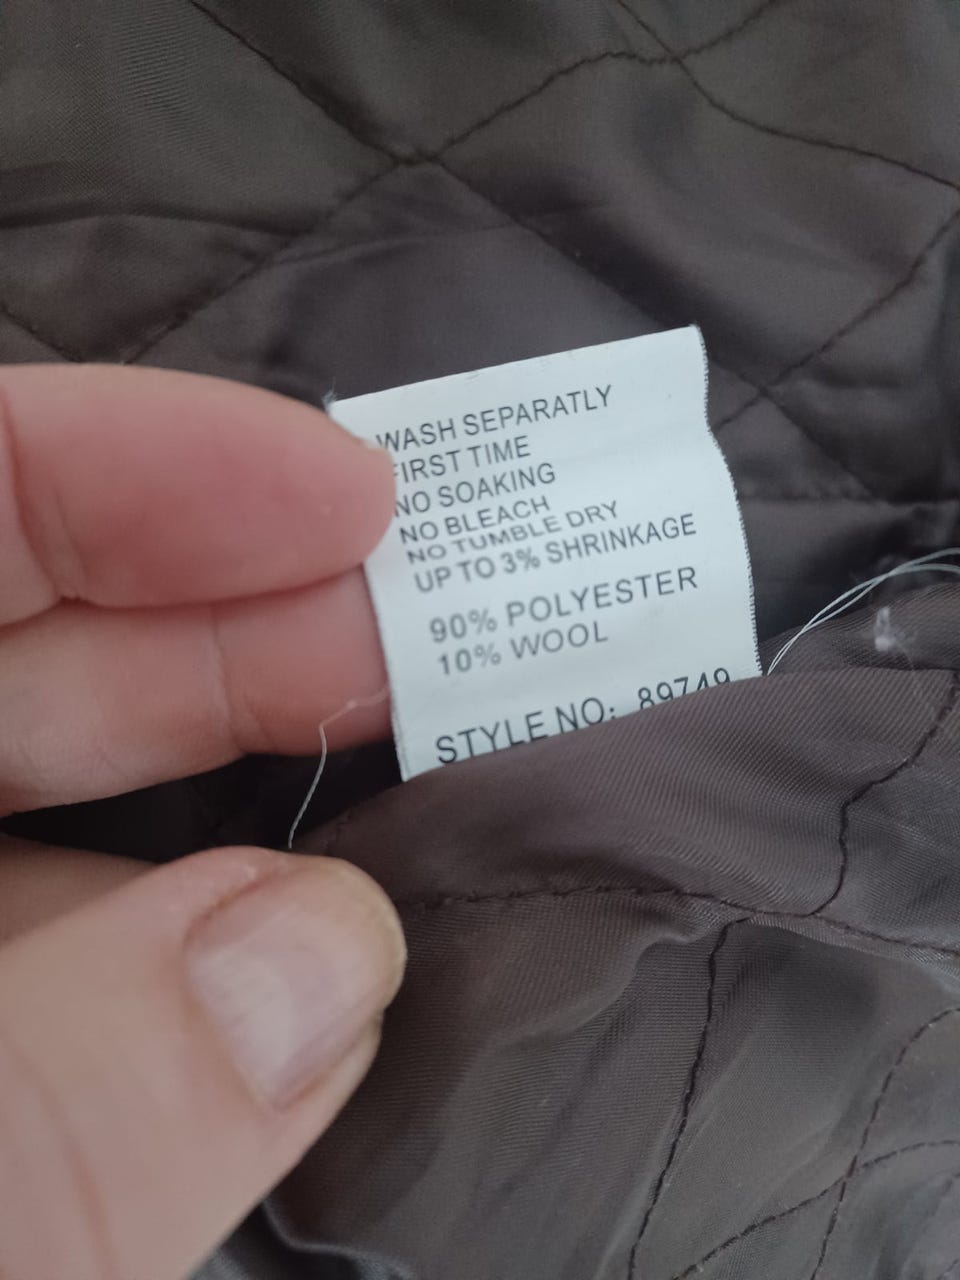 WASH SEPARATLY
FIRST TIME
NO SOAKING
NO BLEACH
NO TUMBLE DRY
UP TO 3% SHRINKAGE
90% POLYESTER
10% WOOL
STYLE NO: 89749